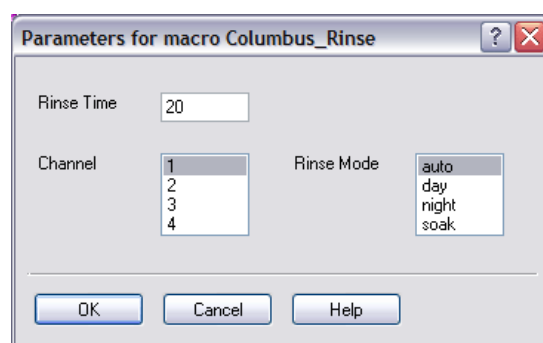 Parameters for macro Columbus_Rinse
Rinse Time 20
Channel 1 Rinse Mode auto
2 day
3 night
4 soak
OK Cancel Help